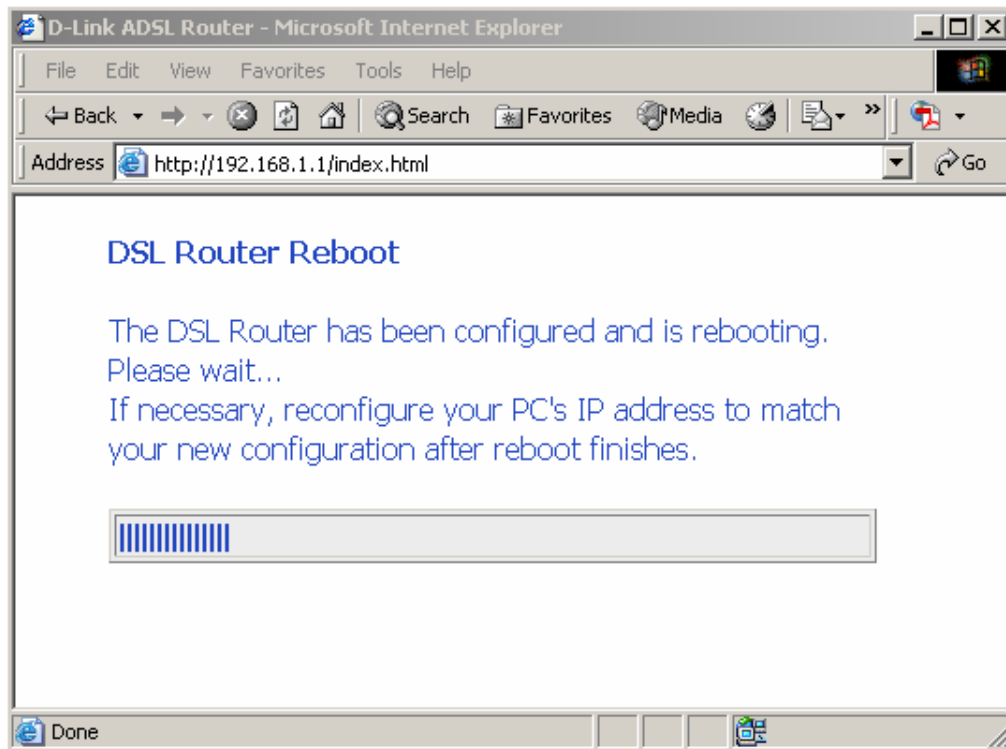 D-Link ADSL Router - Microsoft Internet Explorer
File Edit View Favorites Tools Help
Back Search Favorites Media »
Address http://192.168.1.1/index.html Go
DSL Router Reboot
The DSL Router has been configured and is rebooting.
Please wait...
If necessary, reconfigure your PC's IP address to match
your new configuration after reboot finishes.
Done